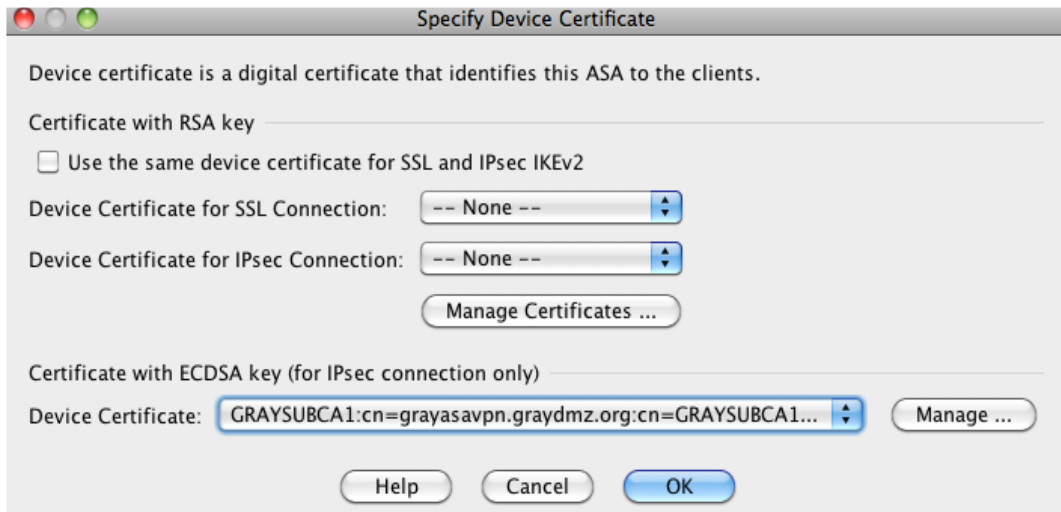 Specify Device Certificate
Device certificate is a digital certificate that identifies this ASA to the clients.
Certificate with RSA key
Use the same device certificate for SSL and IPsec IKEv2
Device Certificate for SSL Connection: -- None --
Device Certificate for IPsec Connection: -- None --
Manage Certificates ...
Certificate with ECDSA key (for IPsec connection only)
Device Certificate: GRAYSUBCA1:cn=grayasavpn.graydmz.org:cn=GRAYSUBCA1... Manage ...
Help Cancel OK